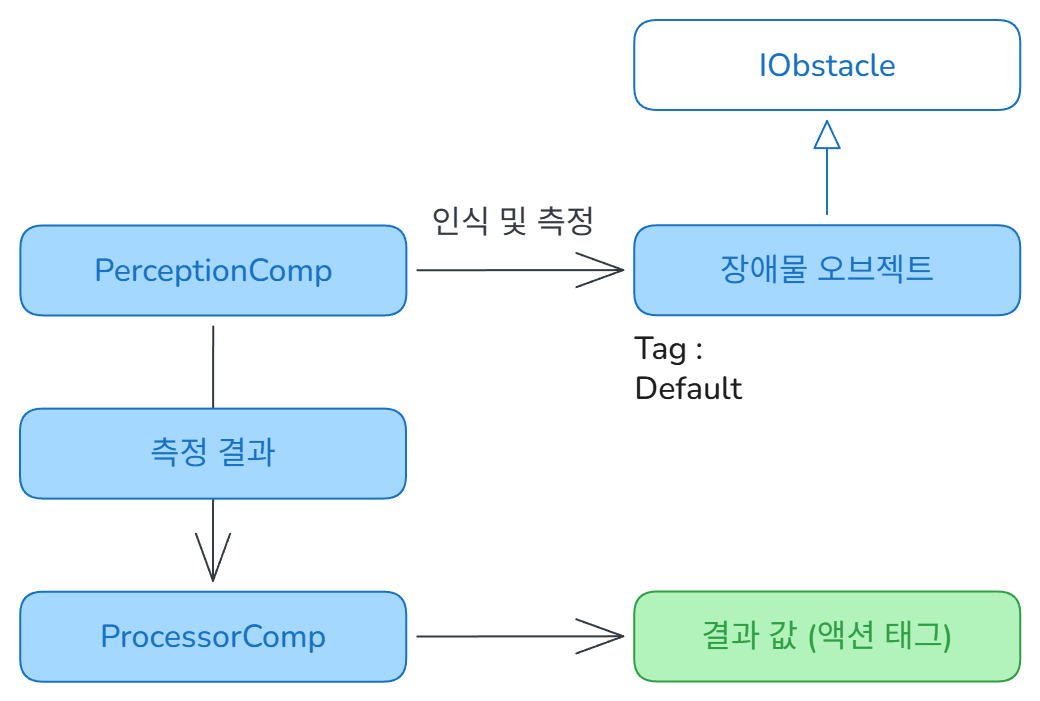 IObstacle
인식 및 측정
PerceptionComp
장애물 오브젝트
Tag :
Default
측정 결과
ProcessorComp
결과 값 (액션 태그)